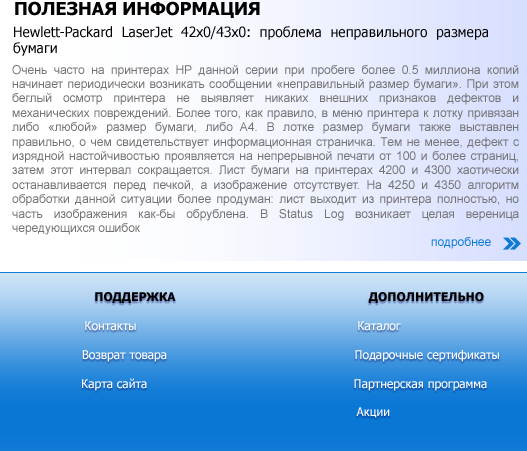 ПОЛЕЗНАЯ ИНФОРМАЦИЯ
Hewlett-Packard LaserJet 42x0/43x0: проблема неправильного размера
бумаги
Очень часто на принтерах HP данной серии при пробеге более 0.5 миллиона копий
начинает периодически возникать сообщении «неправильный размер бумаги». При этом
беглый осмотр принтера не выявляет никаких внешних признаков дефектов и
механических повреждений. Более того, как правило, в меню принтера к лотку привязан
либо «любой» размер бумаги, либо А4. В лотке размер бумаги также выставлен
правильно, о чем свидетельствует информационная страничка. Тем не менее, дефект с
изрядной настойчивостью проявляется на непрерывной печати от 100 и более страниц,
затем этот интервал сокращается. Лист бумаги на принтерах 4200 и 4300 хаотически
останавливается перед печкой, а изображение отсутствует. На 4250 и 4350 алгоритм
обработки данной ситуации более продуман: лист выходит из принтера полностью, но
часть изображения как-бы обрублена. В Status Log возникает целая вереница
чередующихся ошибок
подробнее
ПОДДЕРЖКА
Контакты
Возврат товара
Карта сайта
ДОПОЛНИТЕЛЬНО
Каталог
Подарочные сертификаты
Партнерская программа
Акции